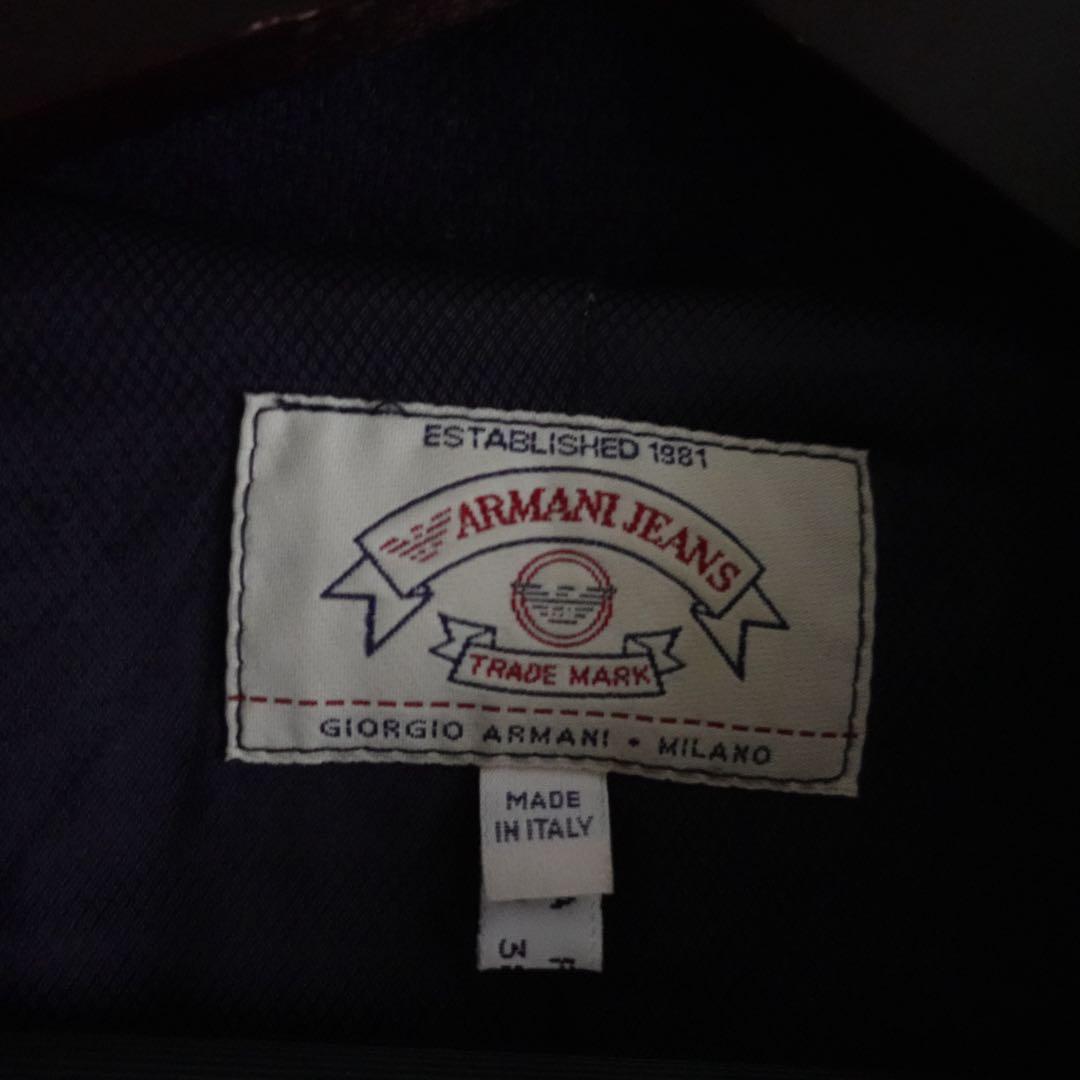 ESTABLISHED 1981
ARMANI JEANS
TRADE MARK
GIORGIO ARMANI • MILANO
MADE
IN ITALY